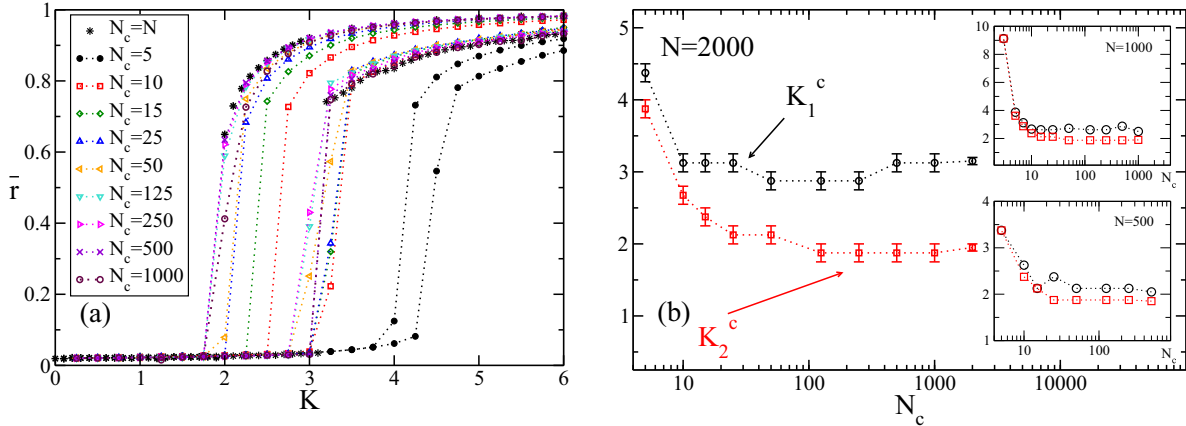 1
0.8
0.6
0.4
0.2
0
r̄
N_c=N
N_c=5
N_c=10
N_c=15
N_c=25
N_c=50
N_c=125
N_c=250
N_c=500
N_c=1000
(a)
0 1 2 3 4 5 6
K
5
4
3
2
1
N=2000
K_1^c
K_2^c
(b)
10 100 1000 10000
N_c
10
8
6
4
2
N=1000
10 100 1000
N_c
4
3
2
1
N=500
10 100
N_c